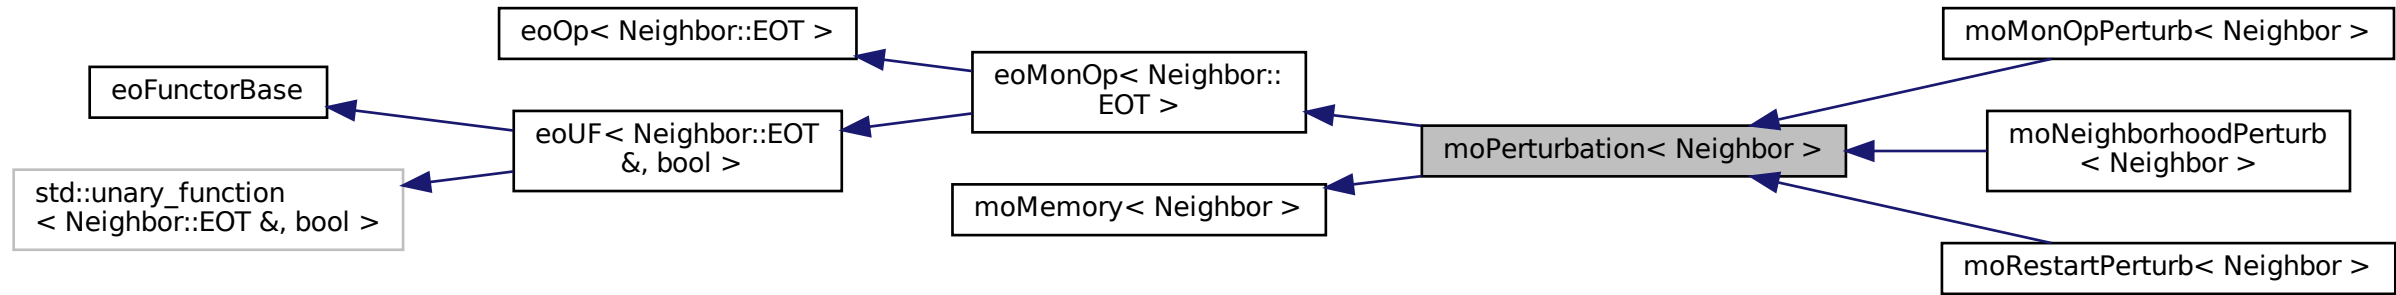 eoFunctorBase
std::unary_function
< Neighbor::EOT &, bool >
eoOp< Neighbor::EOT >
eoUF< Neighbor::EOT
&, bool >
eoMonOp< Neighbor::
EOT >
moMemory< Neighbor >
moPerturbation< Neighbor >
moMonOpPerturb< Neighbor >
moNeighborhoodPerturb
< Neighbor >
moRestartPerturb< Neighbor >